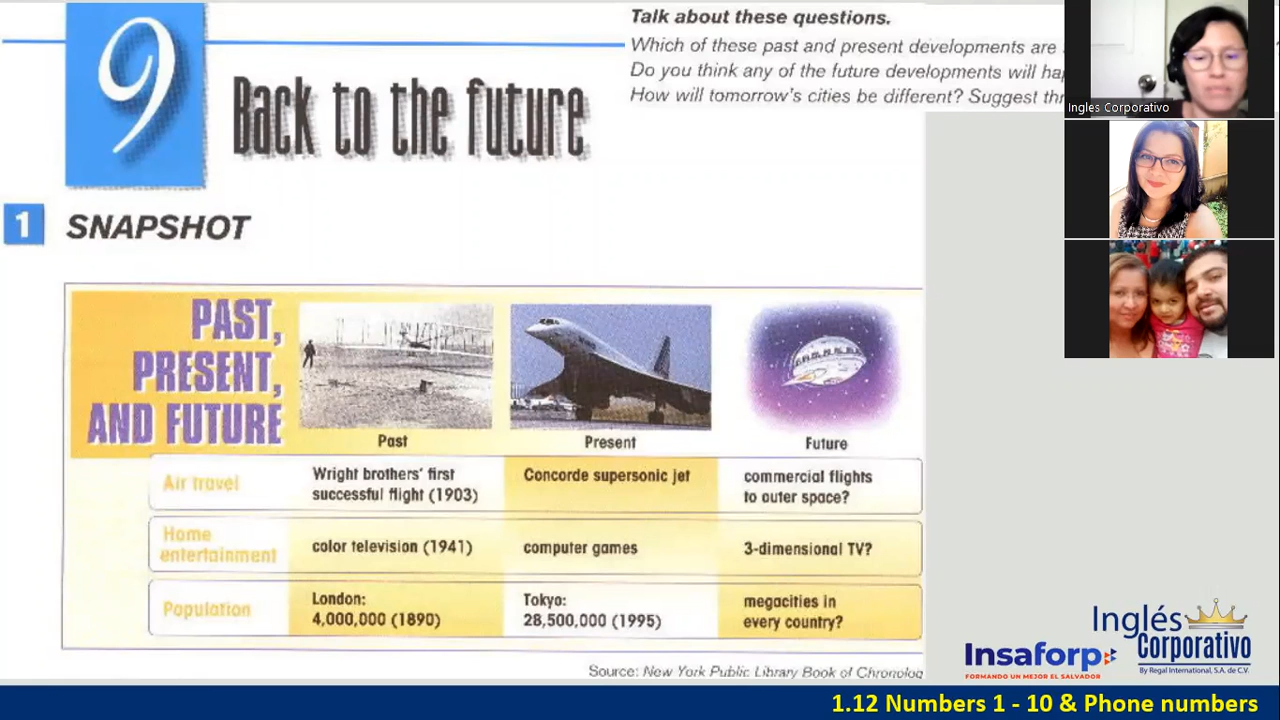 9
Back to the future
Talk about these questions.
Which of these past and present developments are
Do you think any of the future developments will
How will tomorrow's cities be different? Suggest
Ingles Corporativo
1 SNAPSHOT
PAST,
PRESENT,
AND FUTURE
Past
Present
Future
Air travel
Wright brothers' first
successful flight (1903)
Concorde supersonic jet
commercial flights
to outer space?
Home
entertainment
color television (1941)
computer games
3-dimensional TV?
Population
London:
4,000,000 (1890)
Tokyo:
28,500,000 (1995)
megacities in
every country?
Source: New York Public Library Book of
Inglés
Corporativo
By Regal International, S.A. de C.V.
Insaforp
FORMANDO UN MEJOR EL SALVADOR
1.12 Numbers 1 - 10 & Phone numbers